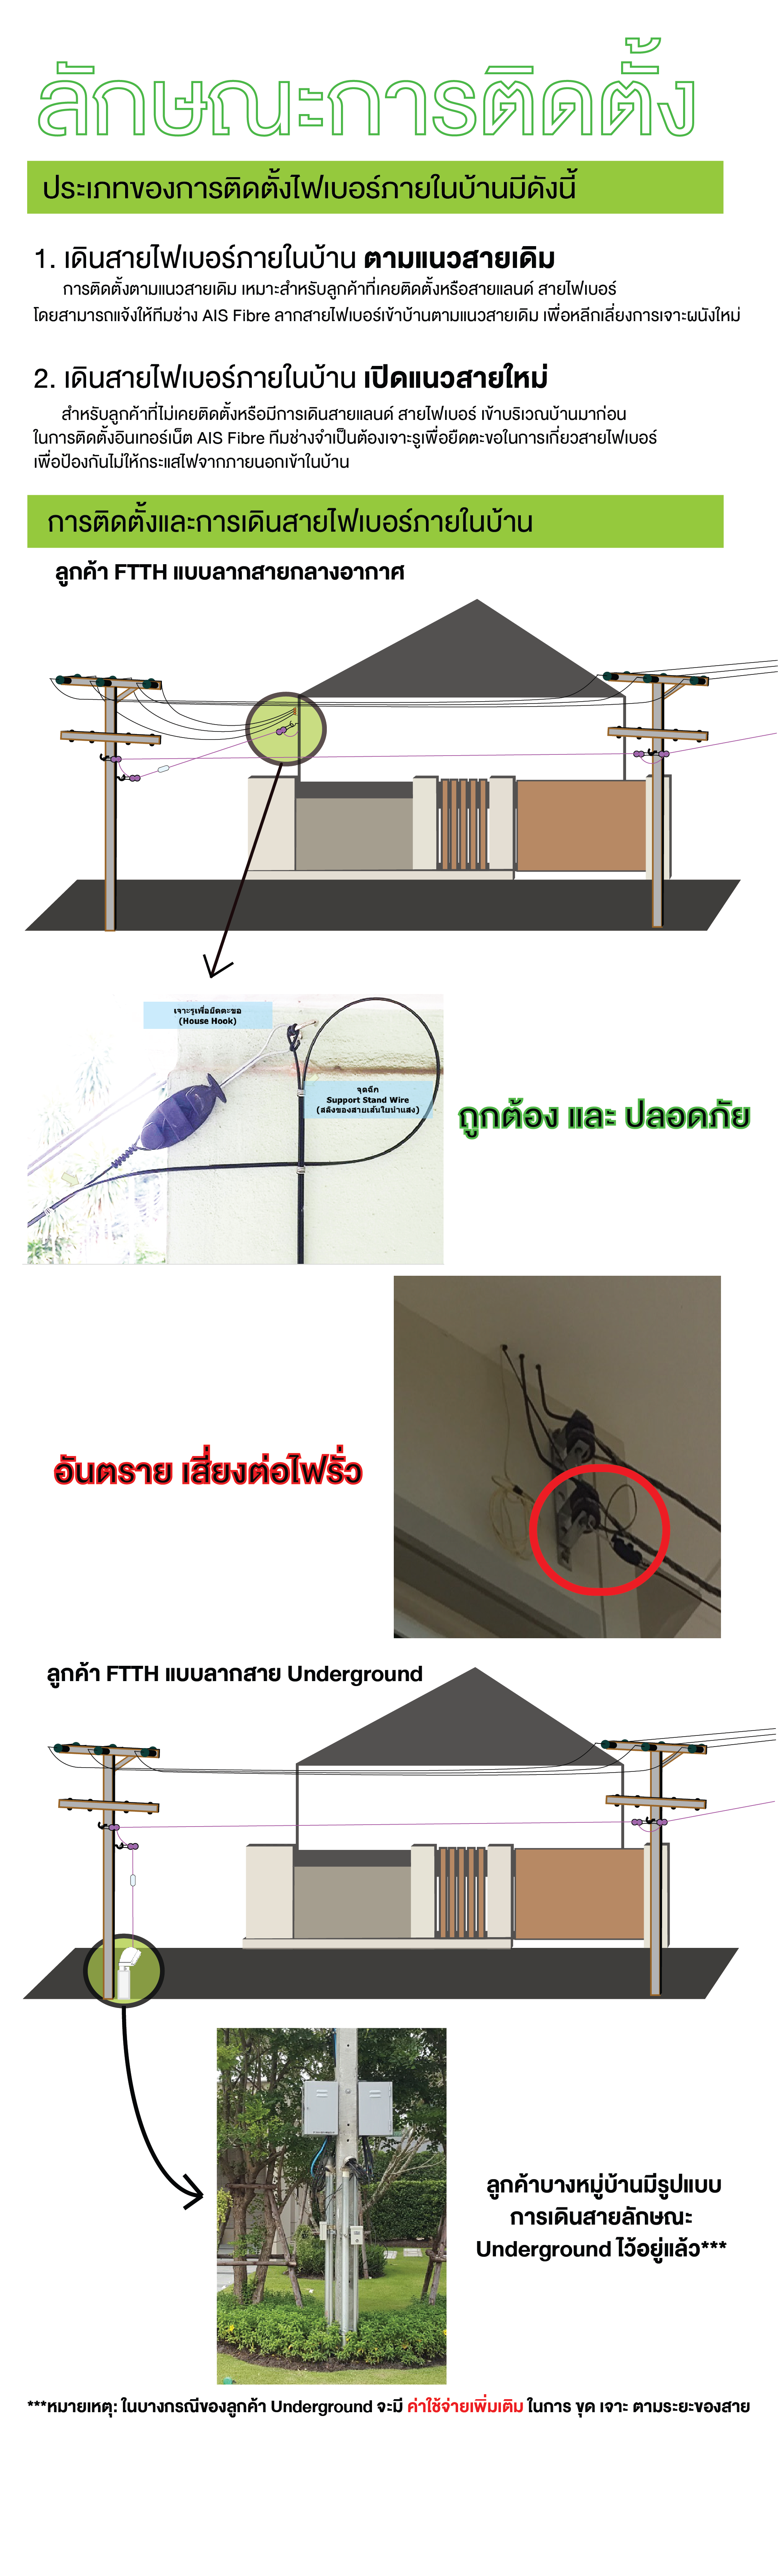 ลักษณะการติดตั้ง
ประเภทของการติดตั้งไฟเบอร์ภายในบ้านมีดังนี้
1. เดินสายไฟเบอร์ภายในบ้าน ตามแนวสายเดิม
การติดตั้งตามแนวสายเดิม เหมาะสำหรับลูกค้าที่เคยติดตั้งหรือสายแลนด์ สายไฟเบอร์
โดยสามารถแจ้งให้ทีมช่าง AIS Fibre ลากสายไฟเบอร์เข้าบ้านตามแนวสายเดิม เพื่อหลีกเลี่ยงการเจาะผนังใหม่
2. เดินสายไฟเบอร์ภายในบ้าน เปิดแนวสายใหม่
สำหรับลูกค้าที่ไม่เคยติดตั้งหรือมีการเดินสายแลนด์ สายไฟเบอร์ เข้าบริเวณบ้านมาก่อน
ในการติดตั้งอินเทอร์เน็ต AIS Fibre ทีมช่างจำเป็นต้องเจาะรูเพื่อยึดตะขอในการเกี่ยวสายไฟเบอร์
เพื่อป้องกันไม่ให้กระแสไฟจากภายนอกเข้าในบ้าน
การติดตั้งและการเดินสายไฟเบอร์ภายในบ้าน
ลูกค้า FTTH แบบลากสายกลางอากาศ
เจาะรูเพื่อยึดตะขอ
(House Hook)
จุดฉีก
Support Stand Wire
(สลิงของสายเส้นใยนำแสง)
ถูกต้อง และ ปลอดภัย
อันตราย เสี่ยงต่อไฟรั่ว
ลูกค้า FTTH แบบลากสาย Underground
ลูกค้าบางหมู่บ้านมีรูปแบบ
การเดินสายลักษณะ
Underground ไว้อยู่แล้ว***
***หมายเหตุ: ในบางกรณีของลูกค้า Underground จะมี ค่าใช้จ่ายเพิ่มเติม ในการ ขุด เจาะ ตามระยะของสาย